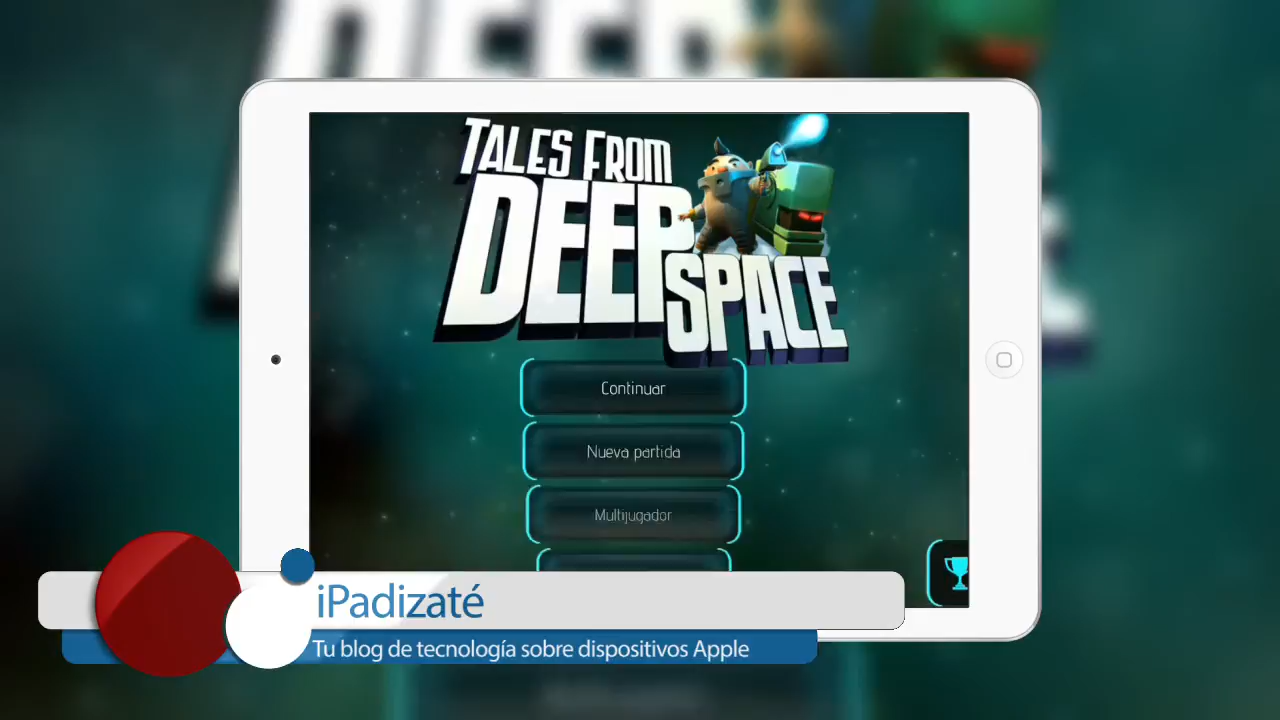 TALES FROM
DEEP
SPACE
Continuar
Nueva partida
Multijugador
iPadizaté
Tu blog de tecnología sobre dispositivos Apple